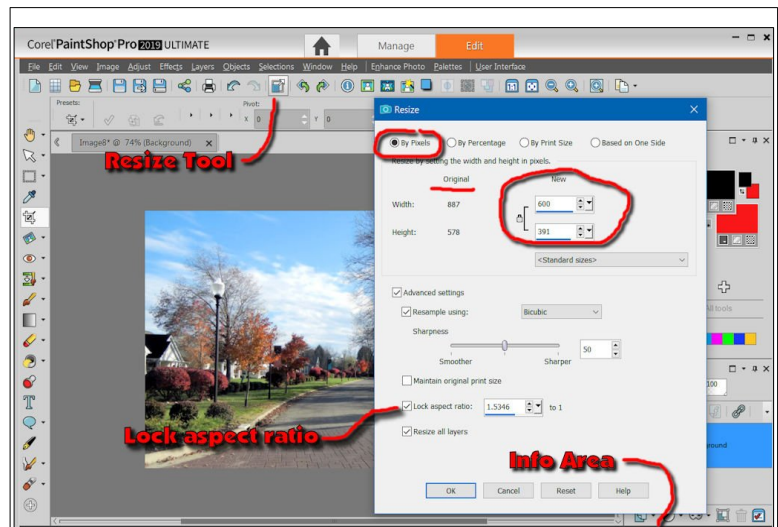 Corel PaintShop Pro 2019 ULTIMATE
Manage
Edit
File Edit View Image Adjust Effects Layers Objects Selections Window Help Enhance Photo Palettes User Interface
Presets:
Pivot:
X 0 Y 0
Image8* @ 74% (Background) X
Resize Tool
Resize
By Pixels By Percentage By Print Size Based on One Side
Resize by setting the width and height in pixels.
Original New
Width: 887 600
Height: 578 391
<Standard sizes>
Advanced settings
Resample using: Bicubic
Sharpness
50
Smoother Sharper
Maintain original print size
Lock aspect ratio: 1.5346 to 1
Resize all layers
Lock aspect ratio
Info Area
OK Cancel Reset Help
All tools
100
ound